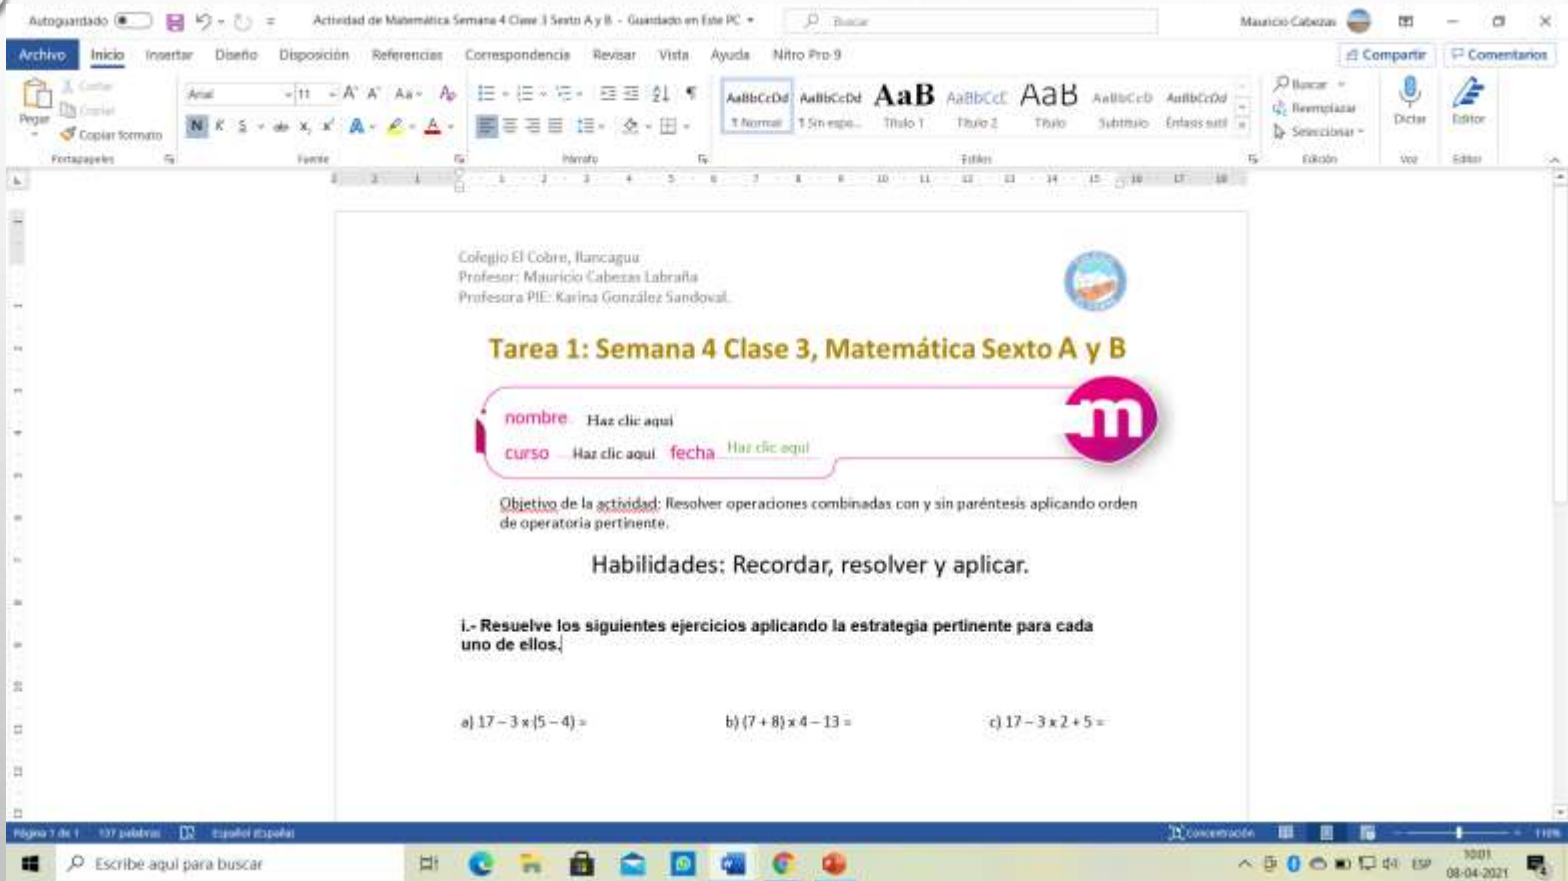 Autoguardado
Actividad de Matemática Semana 4 Clase 3 Sexto A y B - Guardado en Este PC
Buscar
Mauricio Cabezas
Archivo Inicio Insertar Diseño Disposición Referencias Correspondencia Revisar Vista Ayuda Nitro Pro 9
Compartir Comentarios
Pegar
Cortar
Copiar
Copiar formato
Portapapeles
Arial 11
N K S
Fuente
Párrafo
AaBbCcDd AaBbCcDd AaB AaBbCcC AaB AaBbCcD AaBbCcDd
¶ Normal ¶ Sin espa... Título 1 Título 2 Título Subtítulo Énfasis sutil
Estilos
Buscar
Reemplazar
Seleccionar
Edición
Dictar
Voz
Editor
Editor
Colegio El Cobre, Rancagua
Profesor: Mauricio Cabezas Labraña
Profesora PIE: Karina González Sandoval.
Tarea 1: Semana 4 Clase 3, Matemática Sexto A y B
nombre Haz clic aquí
m
curso Haz clic aquí fecha Haz clic aquí
Objetivo de la actividad: Resolver operaciones combinadas con y sin paréntesis aplicando orden
de operatoria pertinente.
Habilidades: Recordar, resolver y aplicar.
i.- Resuelve los siguientes ejercicios aplicando la estrategia pertinente para cada
uno de ellos.
a) 17 – 3 x (5 – 4) = b) (7 + 8) x 4 – 13 = c) 17 – 3 x 2 + 5 =
Página 1 de 1 137 palabras Español (España)
Concentración
110%
Escribe aquí para buscar
ESP
10:01
08-04-2021